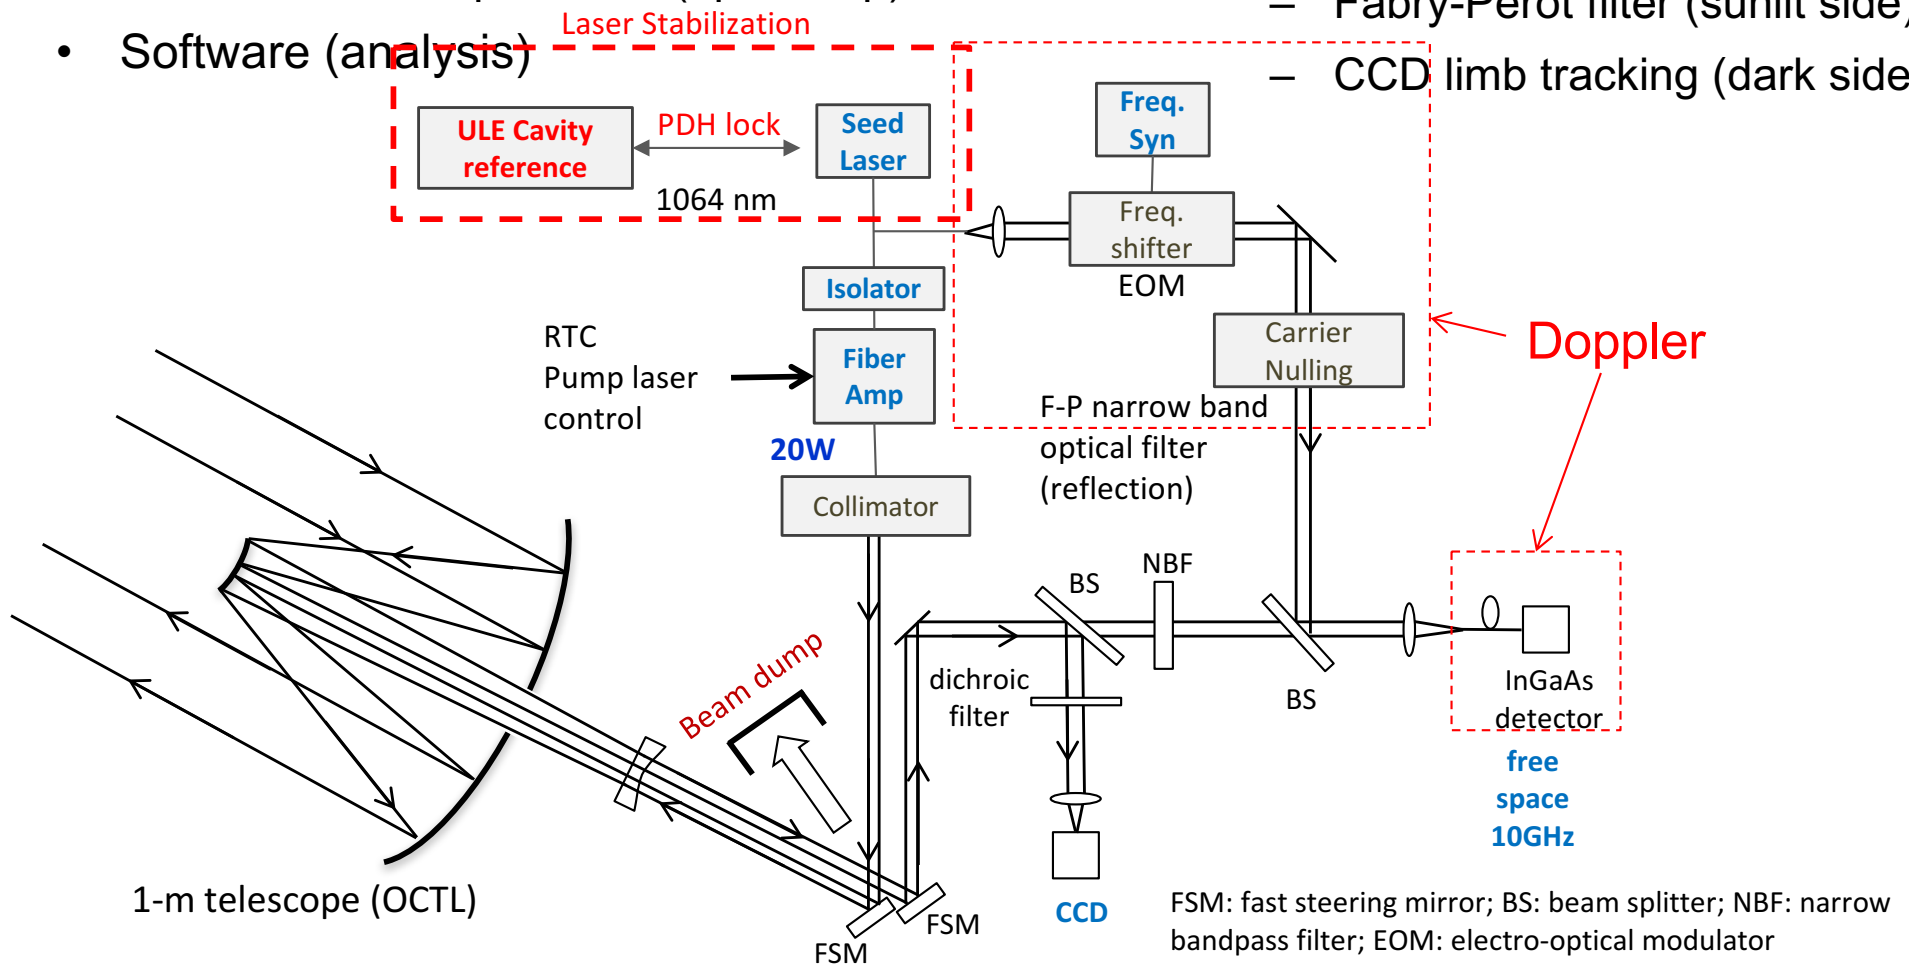 Laser Stabilization
• Software (analysis)
– Fabry-Perot filter (sunlit side)
– CCD limb tracking (dark side
ULE Cavity
reference
PDH lock
1064 nm
Seed
Laser
Freq.
Syn
Freq.
shifter
EOM
Isolator
RTC
Pump laser
control
Fiber
Amp
20W
Collimator
Carrier
Nulling
F-P narrow band
optical filter
(reflection)
Doppler
Beam dump
BS
NBF
dichroic
filter
BS
InGaAs
detector
free
space
10GHz
CCD
1-m telescope (OCTL)
FSM
FSM
FSM: fast steering mirror; BS: beam splitter; NBF: narrow
bandpass filter; EOM: electro-optical modulator